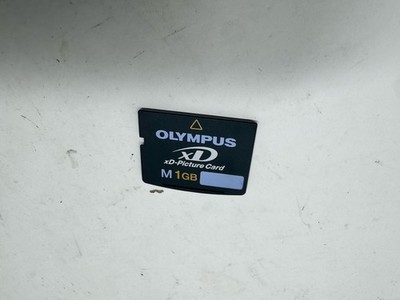 OLYMPUS
xD
xD-Picture Card
M 1GB